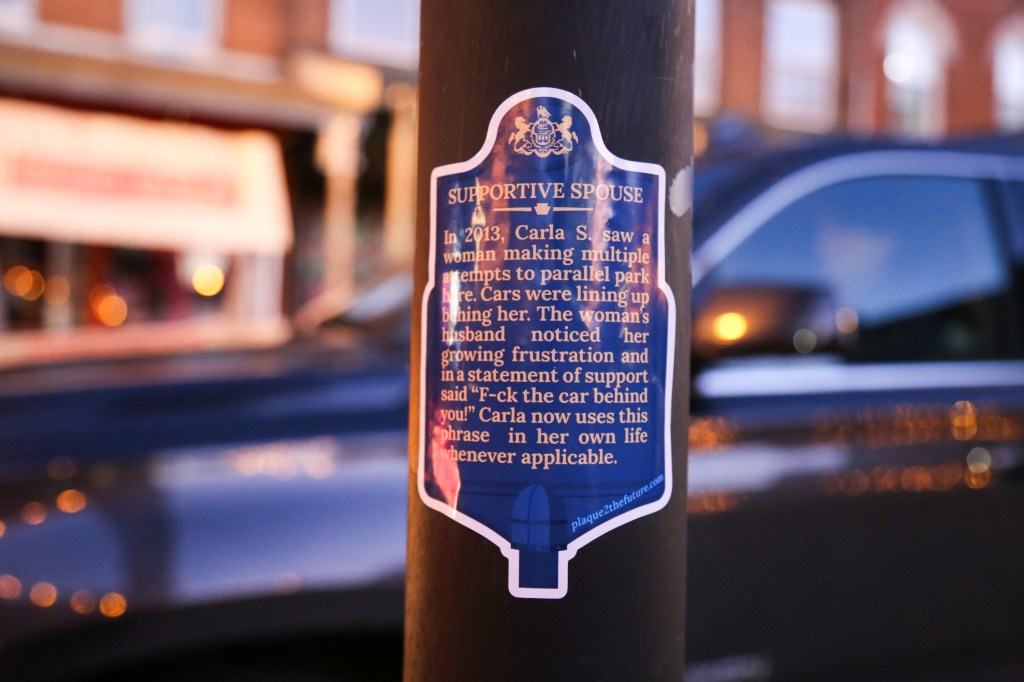 SUPPORTIVE SPOUSE
In 2013, Carla S. saw a
woman making multiple
attempts to parallel park
here. Cars were lining up
behing her. The woman's
husband noticed her
growing frustration and
in a statement of support
said "F-ck the car behind
you!" Carla now uses this
phrase in her own life
whenever applicable.
plaque2thefuture.com